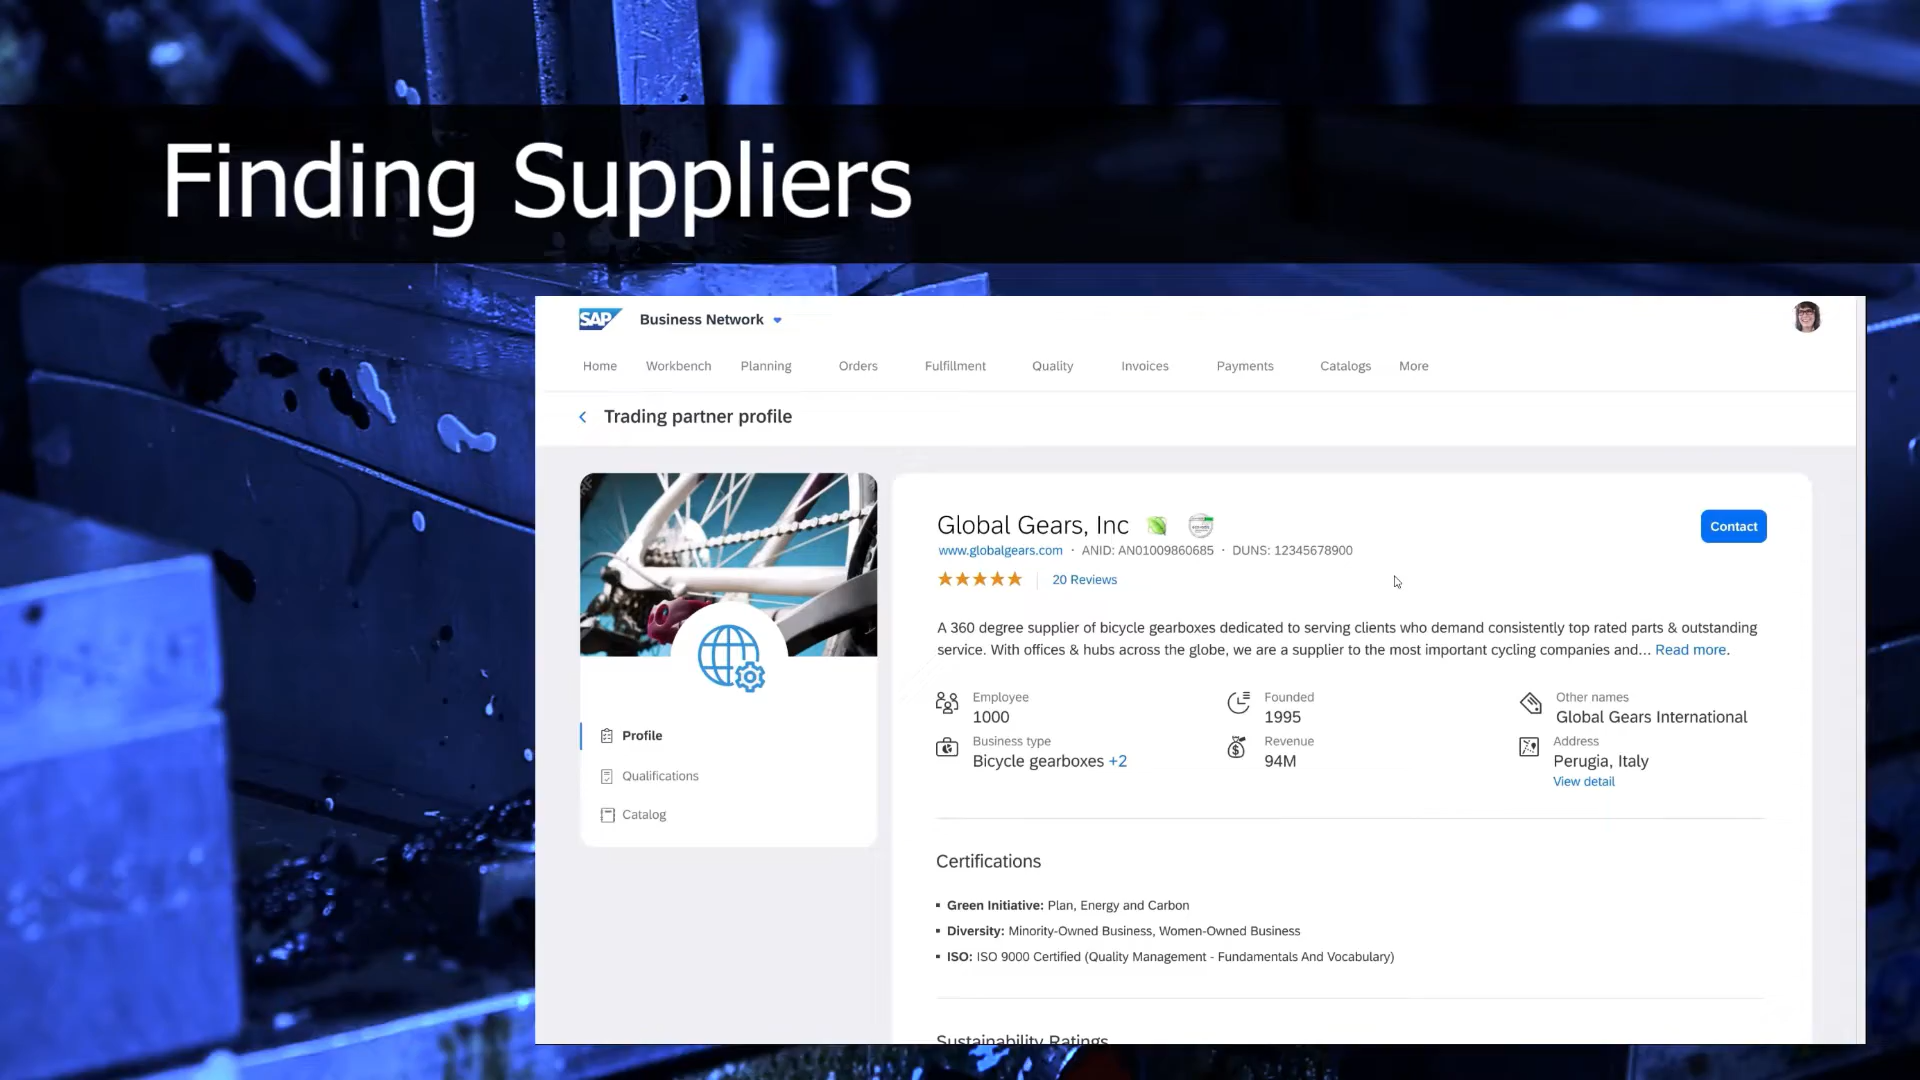 Finding Suppliers
SAP Business Network
Home Workbench Planning Orders Fulfillment Quality Invoices Payments Catalogs More
Trading partner profile
Profile
Qualifications
Catalog
Global Gears, Inc
Contact
www.globalgears.com · ANID: AN01009860685 · DUNS: 12345678900
20 Reviews
A 360 degree supplier of bicycle gearboxes dedicated to serving clients who demand consistently top rated parts & outstanding
service. With offices & hubs across the globe, we are a supplier to the most important cycling companies and... Read more.
Employee
1000
Founded
1995
Other names
Global Gears International
Business type
Bicycle gearboxes +2
Revenue
94M
Address
Perugia, Italy
View detail
Certifications
▪ Green Initiative: Plan, Energy and Carbon
▪ Diversity: Minority-Owned Business, Women-Owned Business
▪ ISO: ISO 9000 Certified (Quality Management - Fundamentals And Vocabulary)
Sustainability Ratings